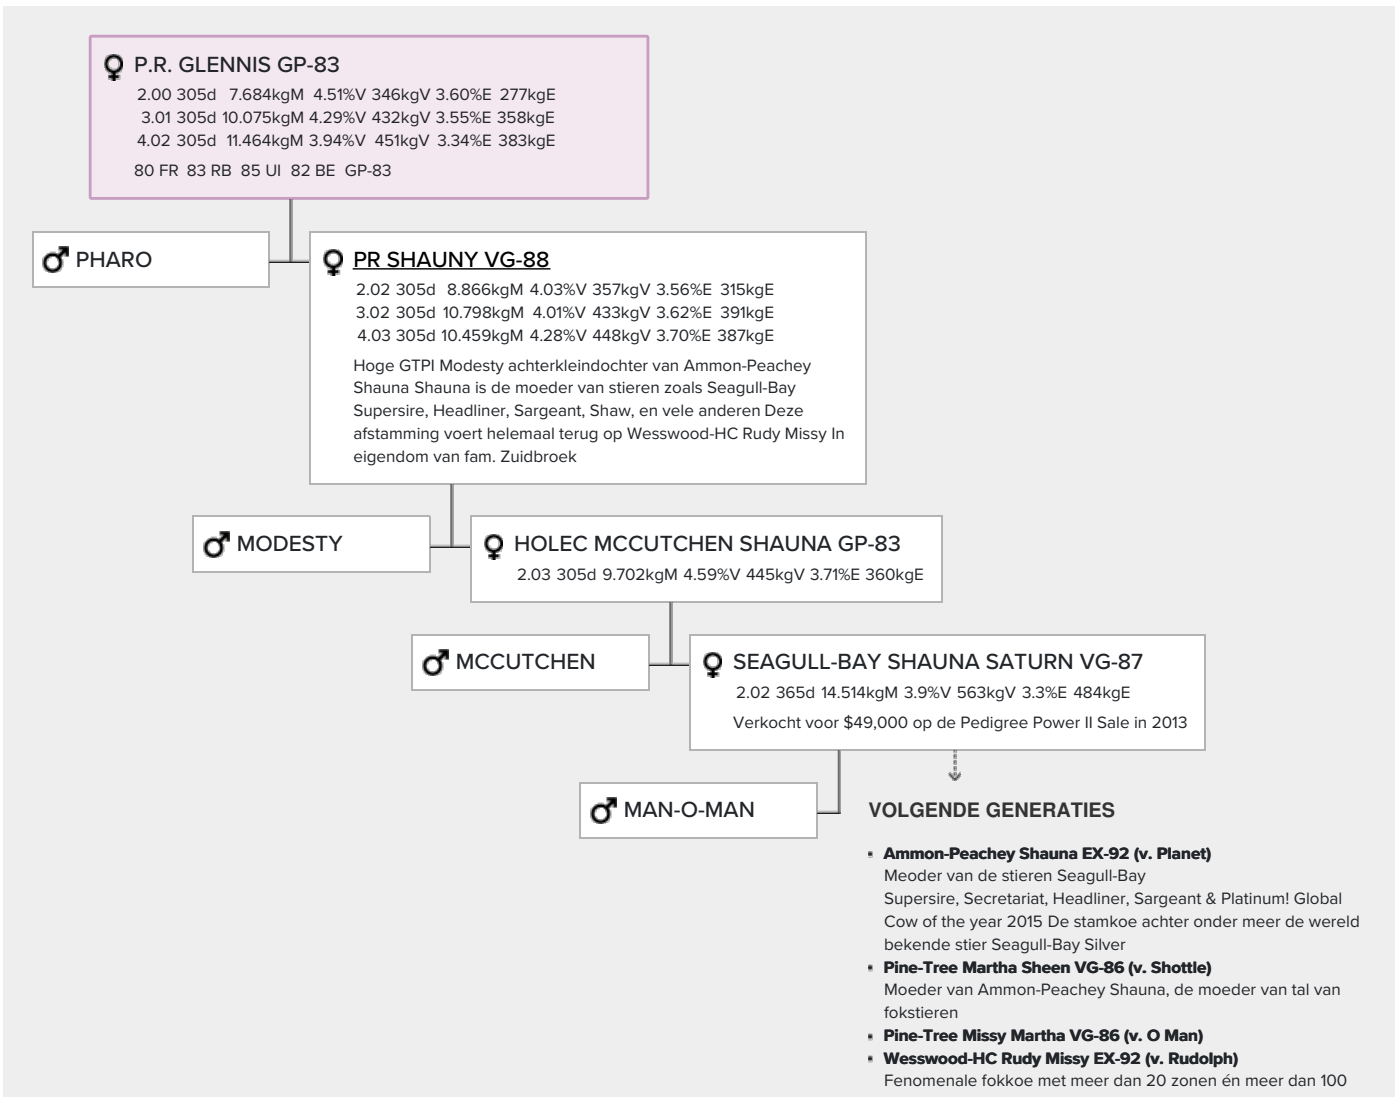 P.R. GLENNIS GP-83
2.00 305d 7.684kgM 4.51%V 346kgV 3.60%E 277kgE
3.01 305d 10.075kgM 4.29%V 432kgV 3.55%E 358kgE
4.02 305d 11.464kgM 3.94%V 451kgV 3.34%E 383kgE
80 FR 83 RB 85 UI 82 BE GP-83
PHARO
PR SHAUNY VG-88
2.02 305d 8.866kgM 4.03%V 357kgV 3.56%E 315kgE
3.02 305d 10.798kgM 4.01%V 433kgV 3.62%E 391kgE
4.03 305d 10.459kgM 4.28%V 448kgV 3.70%E 387kgE
Hoge GTPI Modesty achterkleindochter van Ammon-Peachey
Shauna Shauna is de moeder van stieren zoals Seagull-Bay
Supersire, Headliner, Sargeant, Shaw, en vele anderen Deze
afstamming voert helemaal terug op Wesswood-HC Rudy Missy In
eigendom van fam. Zuidbroek
MODESTY
HOLEC MCCUTCHEN SHAUNA GP-83
2.03 305d 9.702kgM 4.59%V 445kgV 3.71%E 360kgE
MCCUTCHEN
SEAGULL-BAY SHAUNA SATURN VG-87
2.02 365d 14.514kgM 3.9%V 563kgV 3.3%E 484kgE
Verkocht voor $49,000 op de Pedigree Power II Sale in 2013
MAN-O-MAN
VOLGENDE GENERATIES
Ammon-Peachey Shauna EX-92 (v. Planet)
Meoder van de stieren Seagull-Bay
Supersire, Secretariat, Headliner, Sargeant & Platinum! Global
Cow of the year 2015 De stamkoe achter onder meer de wereld
bekende stier Seagull-Bay Silver
Pine-Tree Martha Sheen VG-86 (v. Shottle)
Moeder van Ammon-Peachey Shauna, de moeder van tal van
fokstieren
Pine-Tree Missy Martha VG-86 (v. O Man)
Wesswood-HC Rudy Missy EX-92 (v. Rudolph)
Fenomenale fokkoe met meer dan 20 zonen én meer dan 100